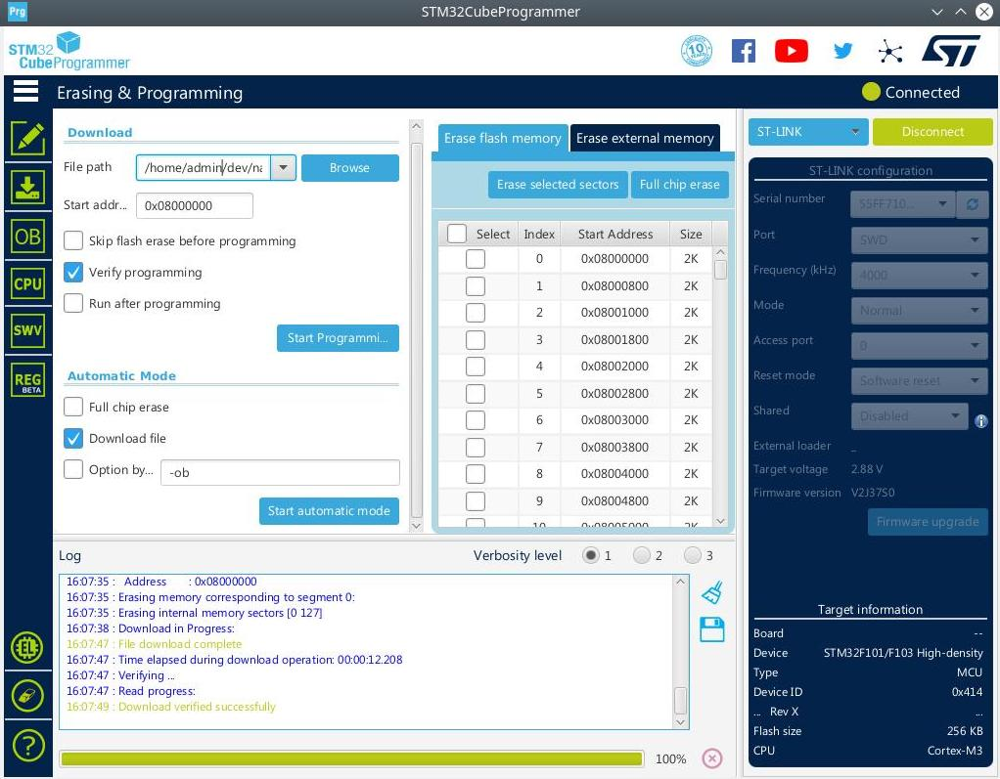 Prg
STM32CubeProgrammer
STM32
CubeProgrammer
10
ST
Erasing & Programming
Connected
OB
CPU
SWV
REG
BETA
Download
File path
/home/admin/dev/na
Browse
Start addr...
0x08000000
Skip flash erase before programming
Verify programming
Run after programming
Start Programmi...
Automatic Mode
Full chip erase
Download file
Option by...
-ob
Start automatic mode
Erase flash memory
Erase external memory
Erase selected sectors
Full chip erase
Select Index Start Address Size
0 0x08000000 2K
1 0x08000800 2K
2 0x08001000 2K
3 0x08001800 2K
4 0x08002000 2K
5 0x08002800 2K
6 0x08003000 2K
7 0x08003800 2K
8 0x08004000 2K
9 0x08004800 2K
10 0x08005000 2K
ST-LINK
Disconnect
ST-LINK configuration
Serial number 55FF710...
Port SWD
Frequency (kHz) 4000
Mode Normal
Access port 0
Reset mode Software reset
Shared Disabled
External loader _
Target voltage 2.88 V
Firmware version V2J37S0
Firmware upgrade
Target information
Board --
Device STM32F101/F103 High-density
Type MCU
Device ID 0x414
... Rev X ...
Flash size 256 KB
CPU Cortex-M3
Log
Verbosity level 1 2 3
16:07:35 : Address : 0x08000000
16:07:35 : Erasing memory corresponding to segment 0:
16:07:35 : Erasing internal memory sectors [0 127]
16:07:38 : Download in Progress:
16:07:47 : File download complete
16:07:47 : Time elapsed during download operation: 00:00:12.208
16:07:47 : Verifying ...
16:07:47 : Read progress:
16:07:49 : Download verified successfully
100%